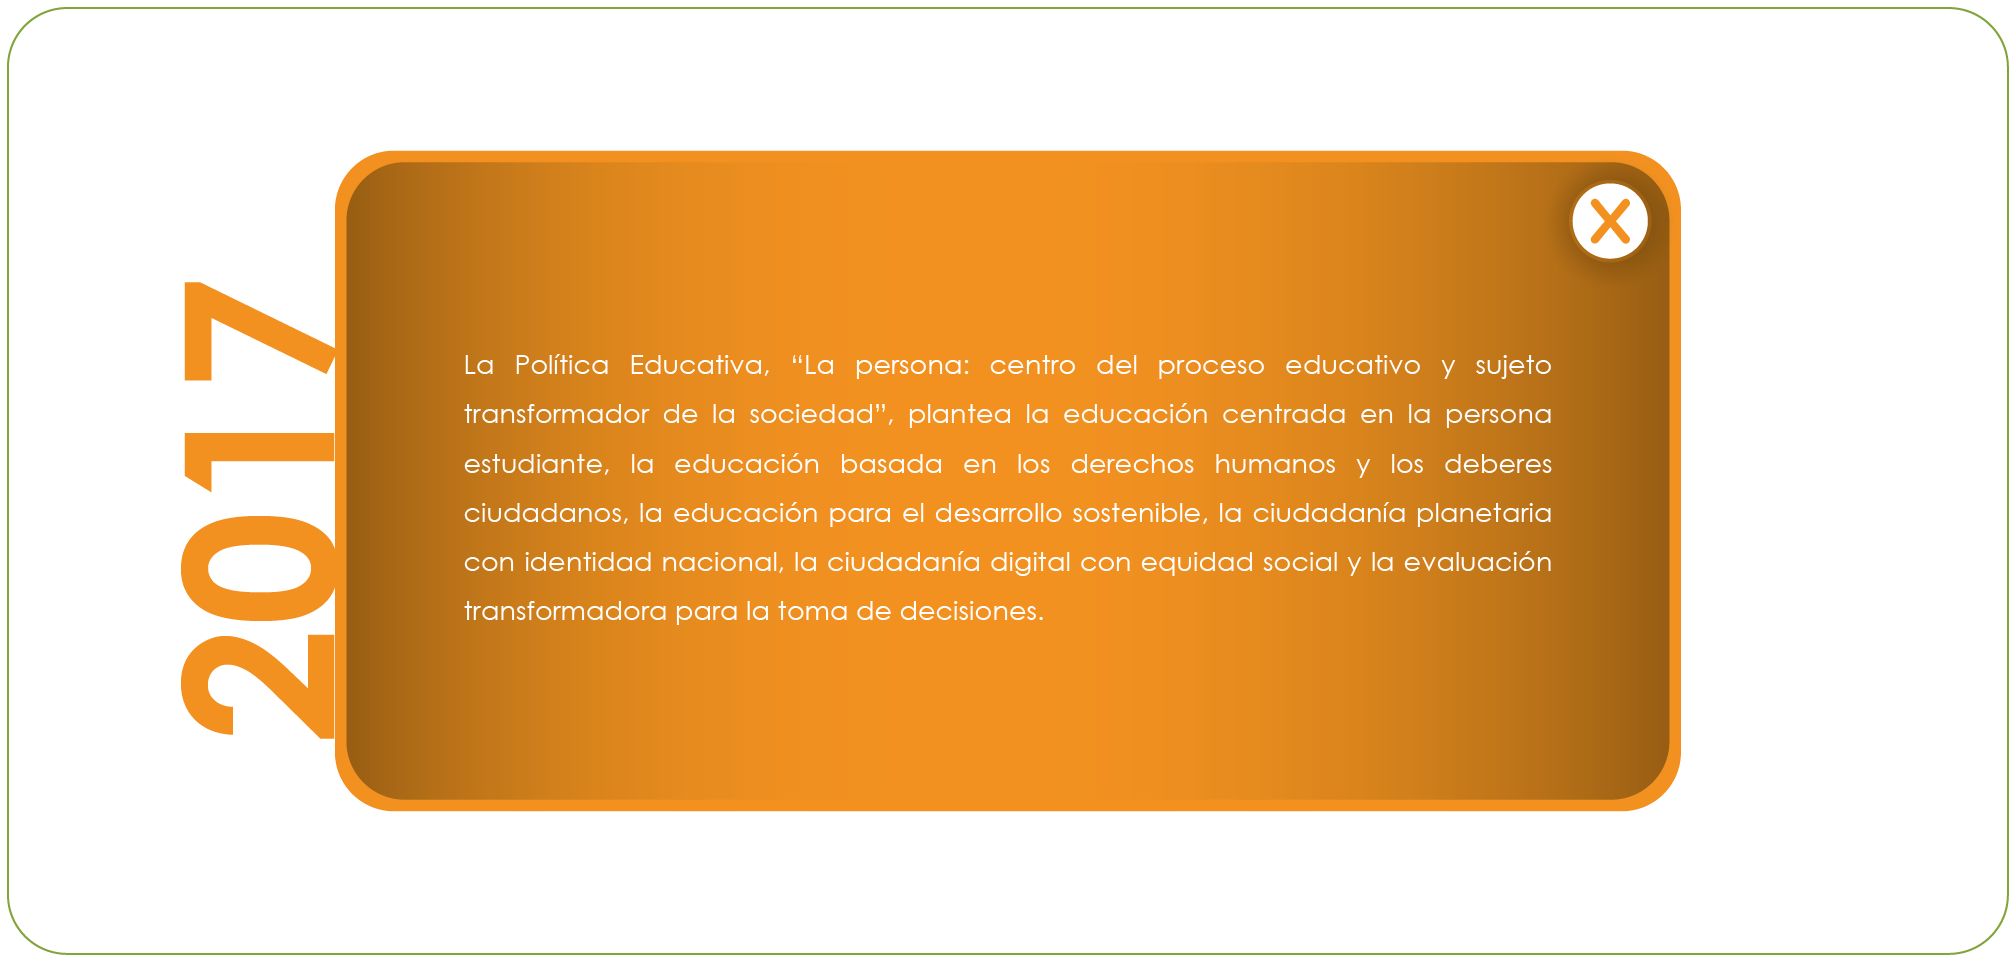 2017
X
La Política Educativa, “La persona: centro del proceso educativo y sujeto
transformador de la sociedad”, plantea la educación centrada en la persona
estudiante, la educación basada en los derechos humanos y los deberes
ciudadanos, la educación para el desarrollo sostenible, la ciudadanía planetaria
con identidad nacional, la ciudadanía digital con equidad social y la evaluación
transformadora para la toma de decisiones.